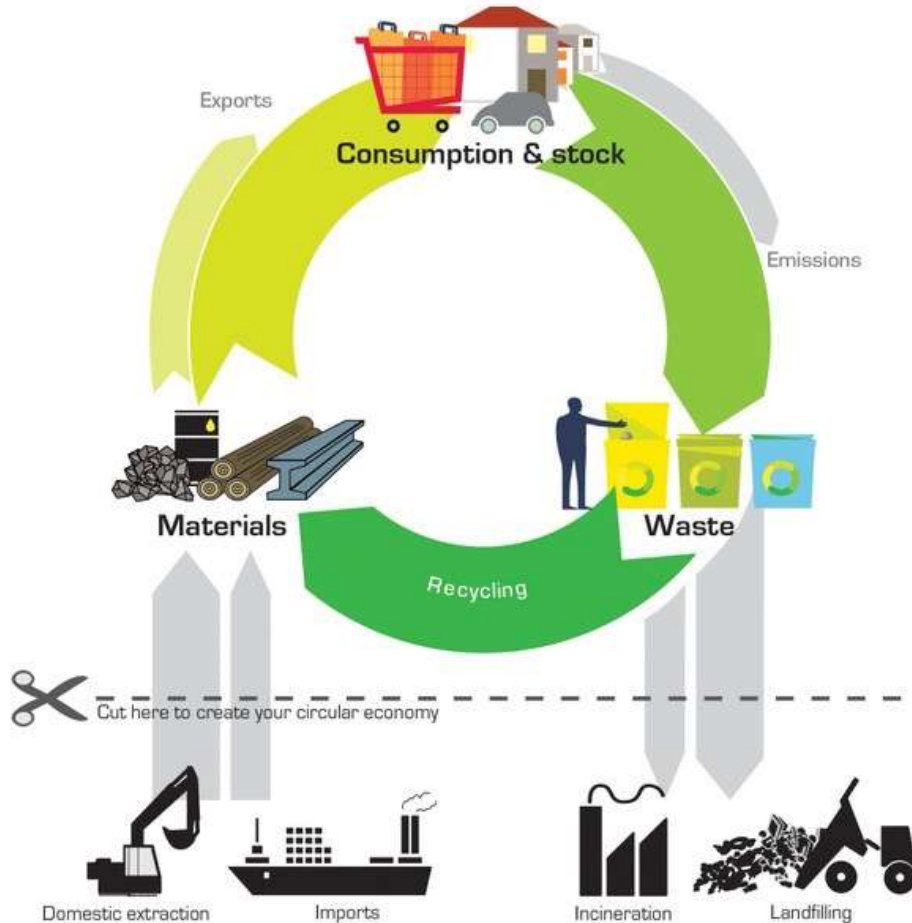 Exports
Consumption & stock
Emissions
Materials
Waste
Recycling
Cut here to create your circular economy
Domestic extraction
Imports
Incineration
Landfilling